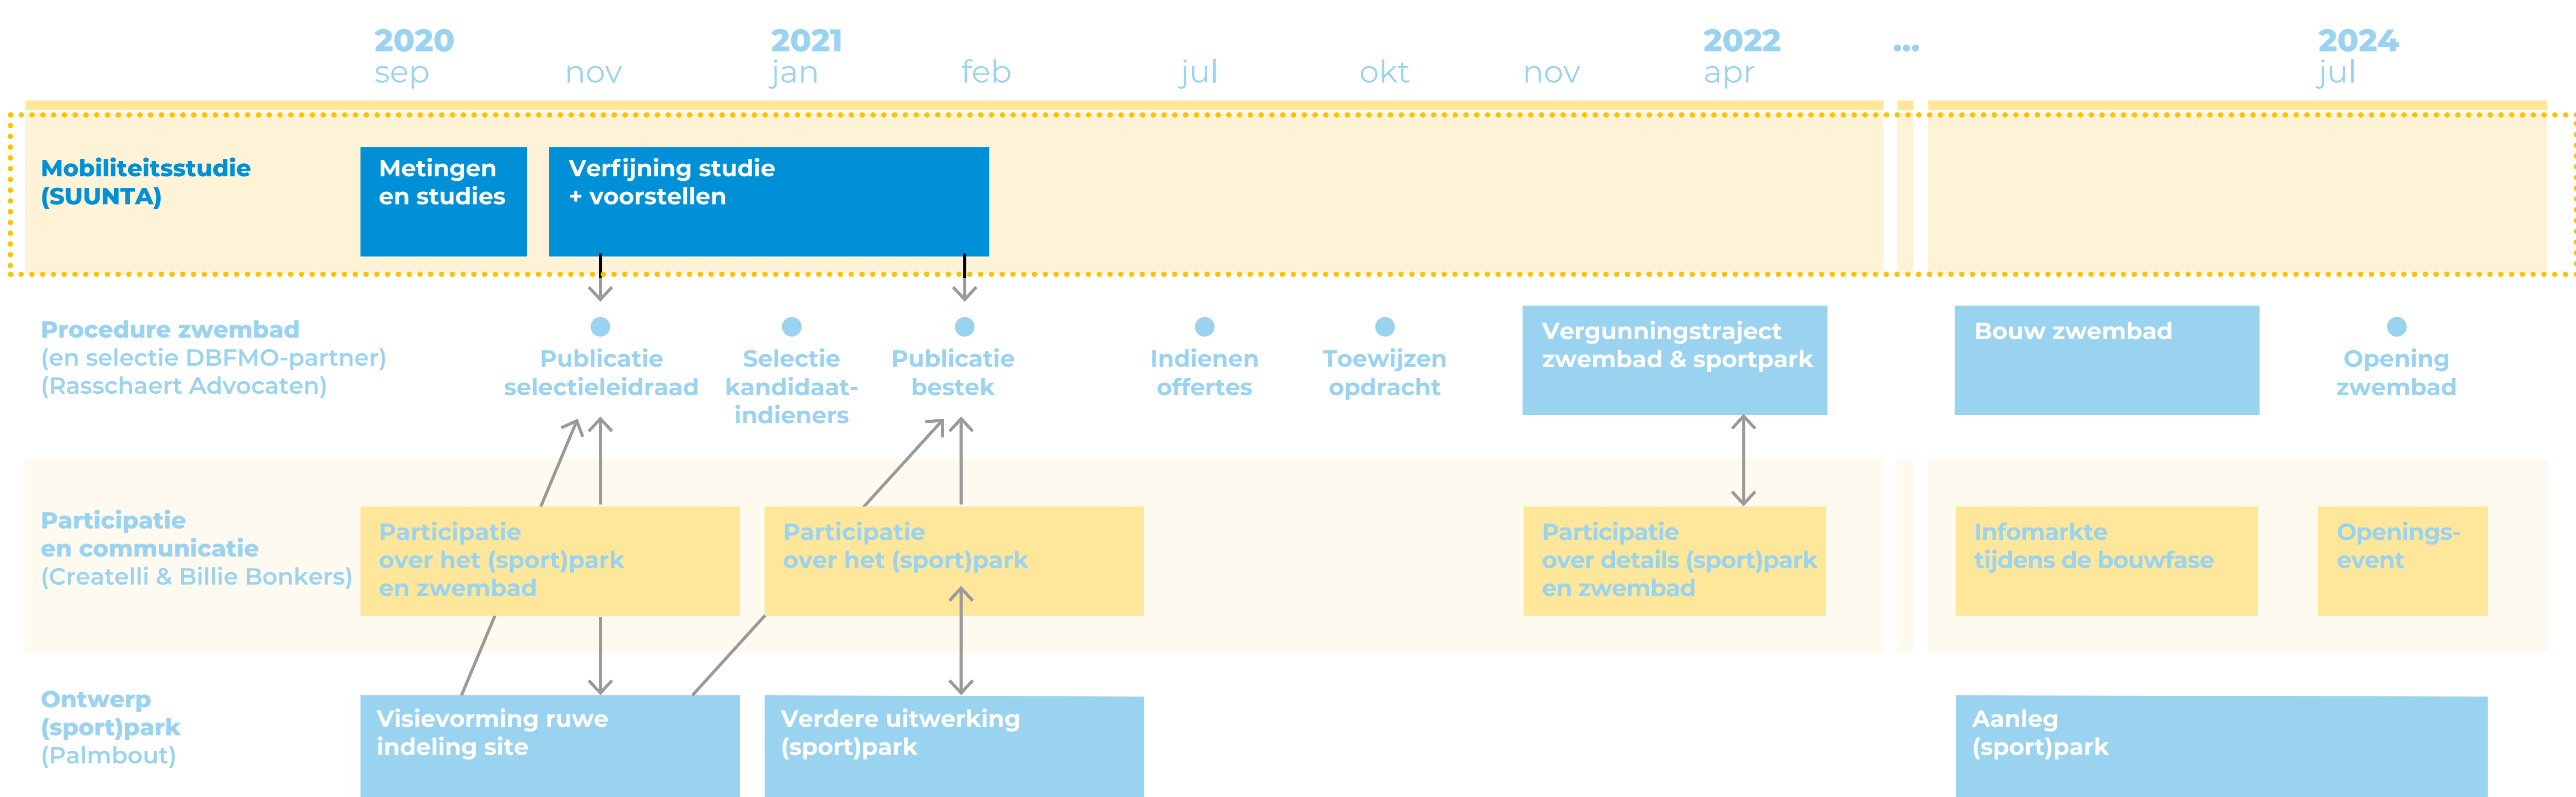 2020
sep
nov
2021
jan
feb
jul
okt
nov
2022
apr
...
2024
jul
Mobiliteitsstudie
(SUUNTA)
Metingen
en studies
Verfijning studie
+ voorstellen
Procedure zwembad
(en selectie DBFMO-partner)
(Rasschaert Advocaten)
Publicatie
selectieleidraad
Selectie
kandidaat-
indieners
Publicatie
bestek
Indienen
offertes
Toewijzen
opdracht
Vergunningstraject
zwembad & sportpark
Bouw zwembad
Opening
zwembad
Participatie
en communicatie
(Createlli & Billie Bonkers)
Participatie
over het (sport)park
en zwembad
Participatie
over het (sport)park
Participatie
over details (sport)park
en zwembad
Infomarkte
tijdens de bouwfase
Openings-
event
Ontwerp
(sport)park
(Palmbout)
Visievorming ruwe
indeling site
Verdere uitwerking
(sport)park
Aanleg
(sport)park